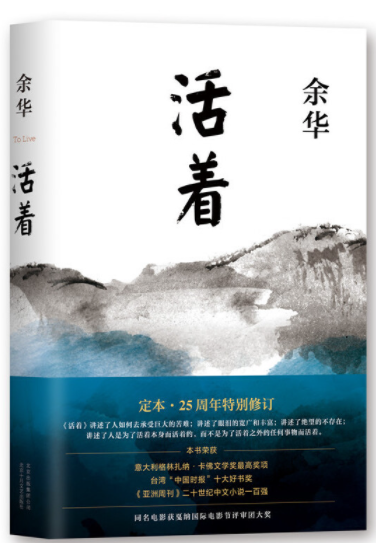 余华
To Live
活着
活着
余华
定本·25周年特别修订
《活着》讲述了人如何去承受巨大的苦难；讲述了眼泪的宽广和丰富；讲述了绝望的不存在；
讲述了人是为了活着本身而活着的，而不是为了活着之外的任何事物而活着。
本书荣获
意大利格林扎纳·卡佛文学奖最高奖项
台湾“中国时报”十大好书奖
《亚洲周刊》二十世纪中文小说一百强
同名电影获戛纳国际电影节评审团大奖